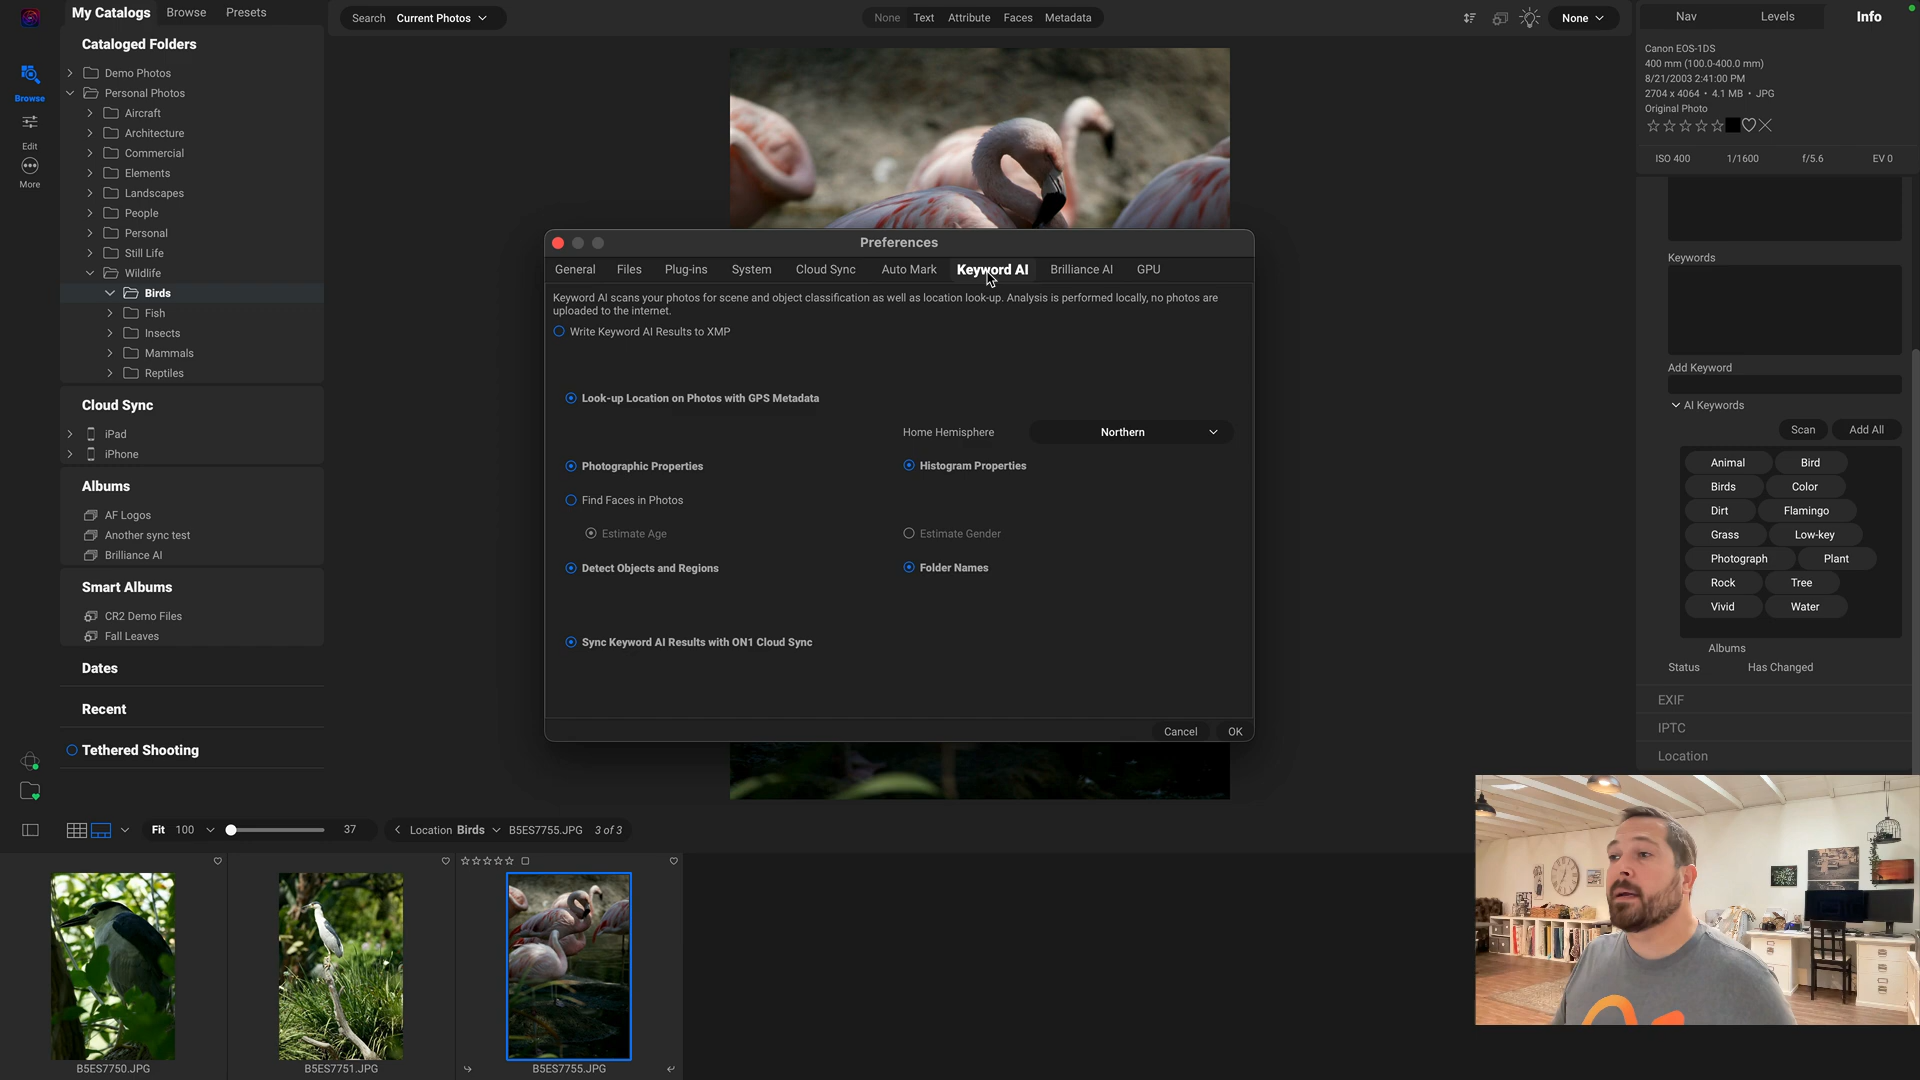 My Catalogs Browse Presets
Search Current Photos
None Text Attribute Faces Metadata
None
Nav Levels Info
Browse
Edit
More
Cataloged Folders
Demo Photos
Personal Photos
Aircraft
Architecture
Commercial
Elements
Landscapes
People
Personal
Still Life
Wildlife
Birds
Fish
Insects
Mammals
Reptiles
Cloud Sync
iPad
iPhone
Albums
AF Logos
Another sync test
Brilliance AI
Smart Albums
CR2 Demo Files
Fall Leaves
Dates
Recent
Tethered Shooting
Preferences
General Files Plug-ins System Cloud Sync Auto Mark Keyword AI Brilliance AI GPU
Keyword AI scans your photos for scene and object classification as well as location look-up. Analysis is performed locally, no photos are
uploaded to the internet.
Write Keyword AI Results to XMP
Look-up Location on Photos with GPS Metadata
Home Hemisphere Northern
Photographic Properties Histogram Properties
Find Faces in Photos
Estimate Age Estimate Gender
Detect Objects and Regions Folder Names
Sync Keyword AI Results with ON1 Cloud Sync
Cancel OK
Canon EOS-1DS
400 mm (100.0-400.0 mm)
8/21/2003 2:41:00 PM
2704 x 4064 • 4.1 MB • JPG
Original Photo
ISO 400 1/1600 f/5.6 EV 0
Keywords
Add Keyword
AI Keywords
Scan Add All
Animal Bird
Birds Color
Dirt Flamingo
Grass Low-key
Photograph Plant
Rock Tree
Vivid Water
Albums
Status Has Changed
EXIF
IPTC
Location
Fit 100 37 Location Birds B5ES7755.JPG 3 of 3
B5ES7750.JPG B5ES7751.JPG B5ES7755.JPG